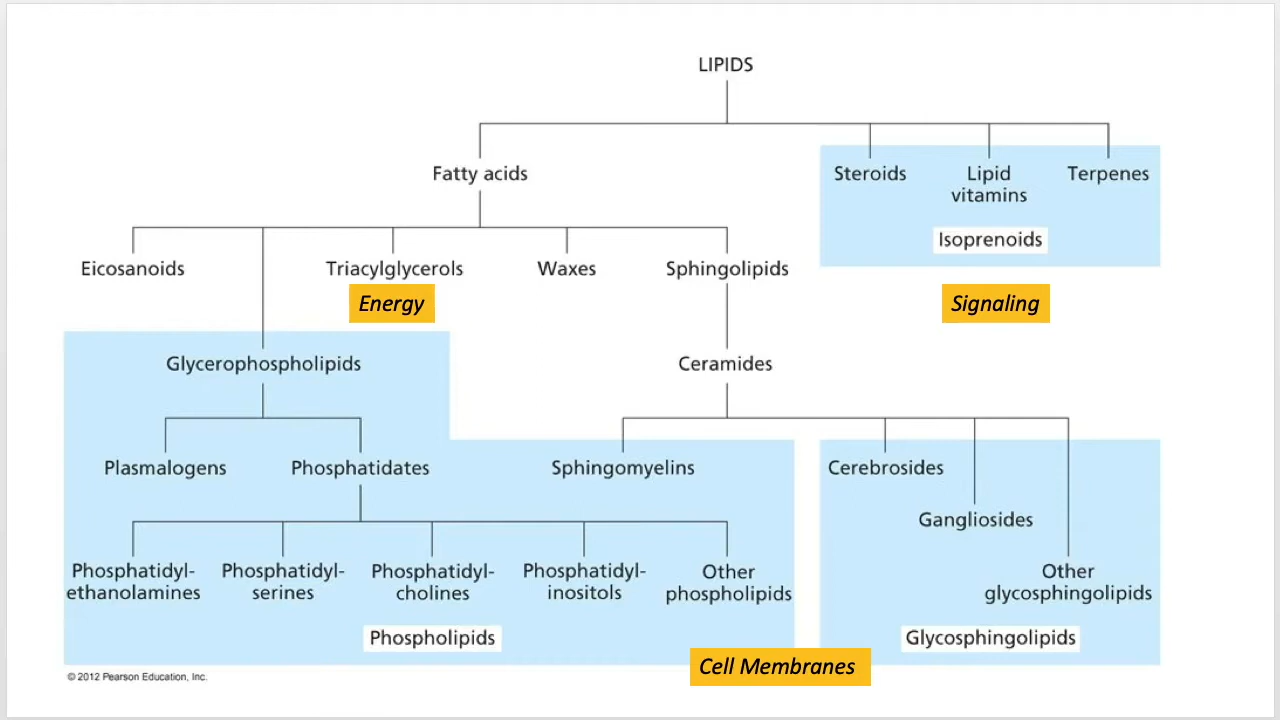 LIPIDS
Fatty acids
Steroids
Lipid
vitamins
Terpenes
Isoprenoids
Eicosanoids
Triacylglycerols
Waxes
Sphingolipids
Energy
Signaling
Glycerophospholipids
Ceramides
Plasmalogens
Phosphatidates
Sphingomyelins
Cerebrosides
Gangliosides
Phosphatidyl-
ethanolamines
Phosphatidyl-
serines
Phosphatidyl-
cholines
Phosphatidyl-
inositols
Other
phospholipids
Other
glycosphingolipids
Phospholipids
Glycosphingolipids
Cell Membranes
© 2012 Pearson Education, Inc.